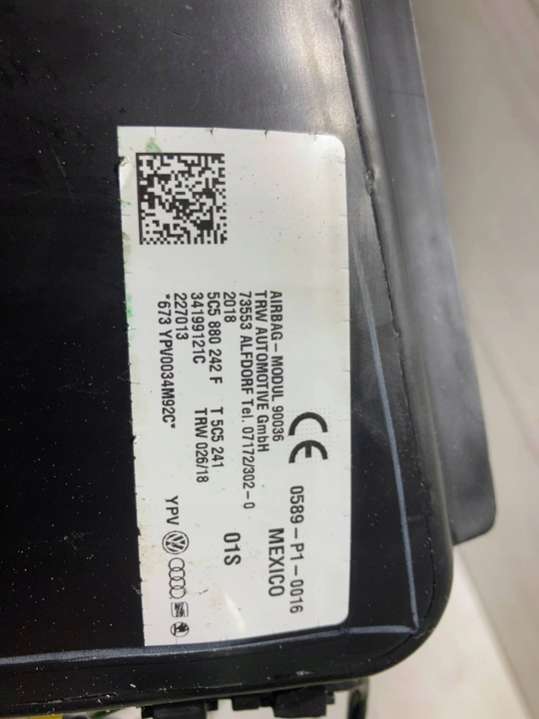 AIRBAG-MODUL 90036
TRW AUTOMOTIVE GmbH
73553 ALFDORF Tel. 07172/302-0
2018
5C5 880 242 F T 5C5 241
34199121C TRW 026/18
227013
*673 YPV0034M92C*
CE 0589-P1-0016
MEXICO
01S
YPV